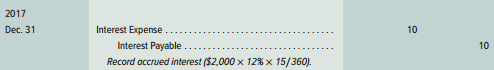 2017
Dec. 31 Interest Expense . . . . . . . . . . . . . . . . . . . . . . . . . . . . . . . . . . . 10
Interest Payable . . . . . . . . . . . . . . . . . . . . . . . . . . . . . . . 10
Record accrued interest ($2,000 × 12% × 15/360).